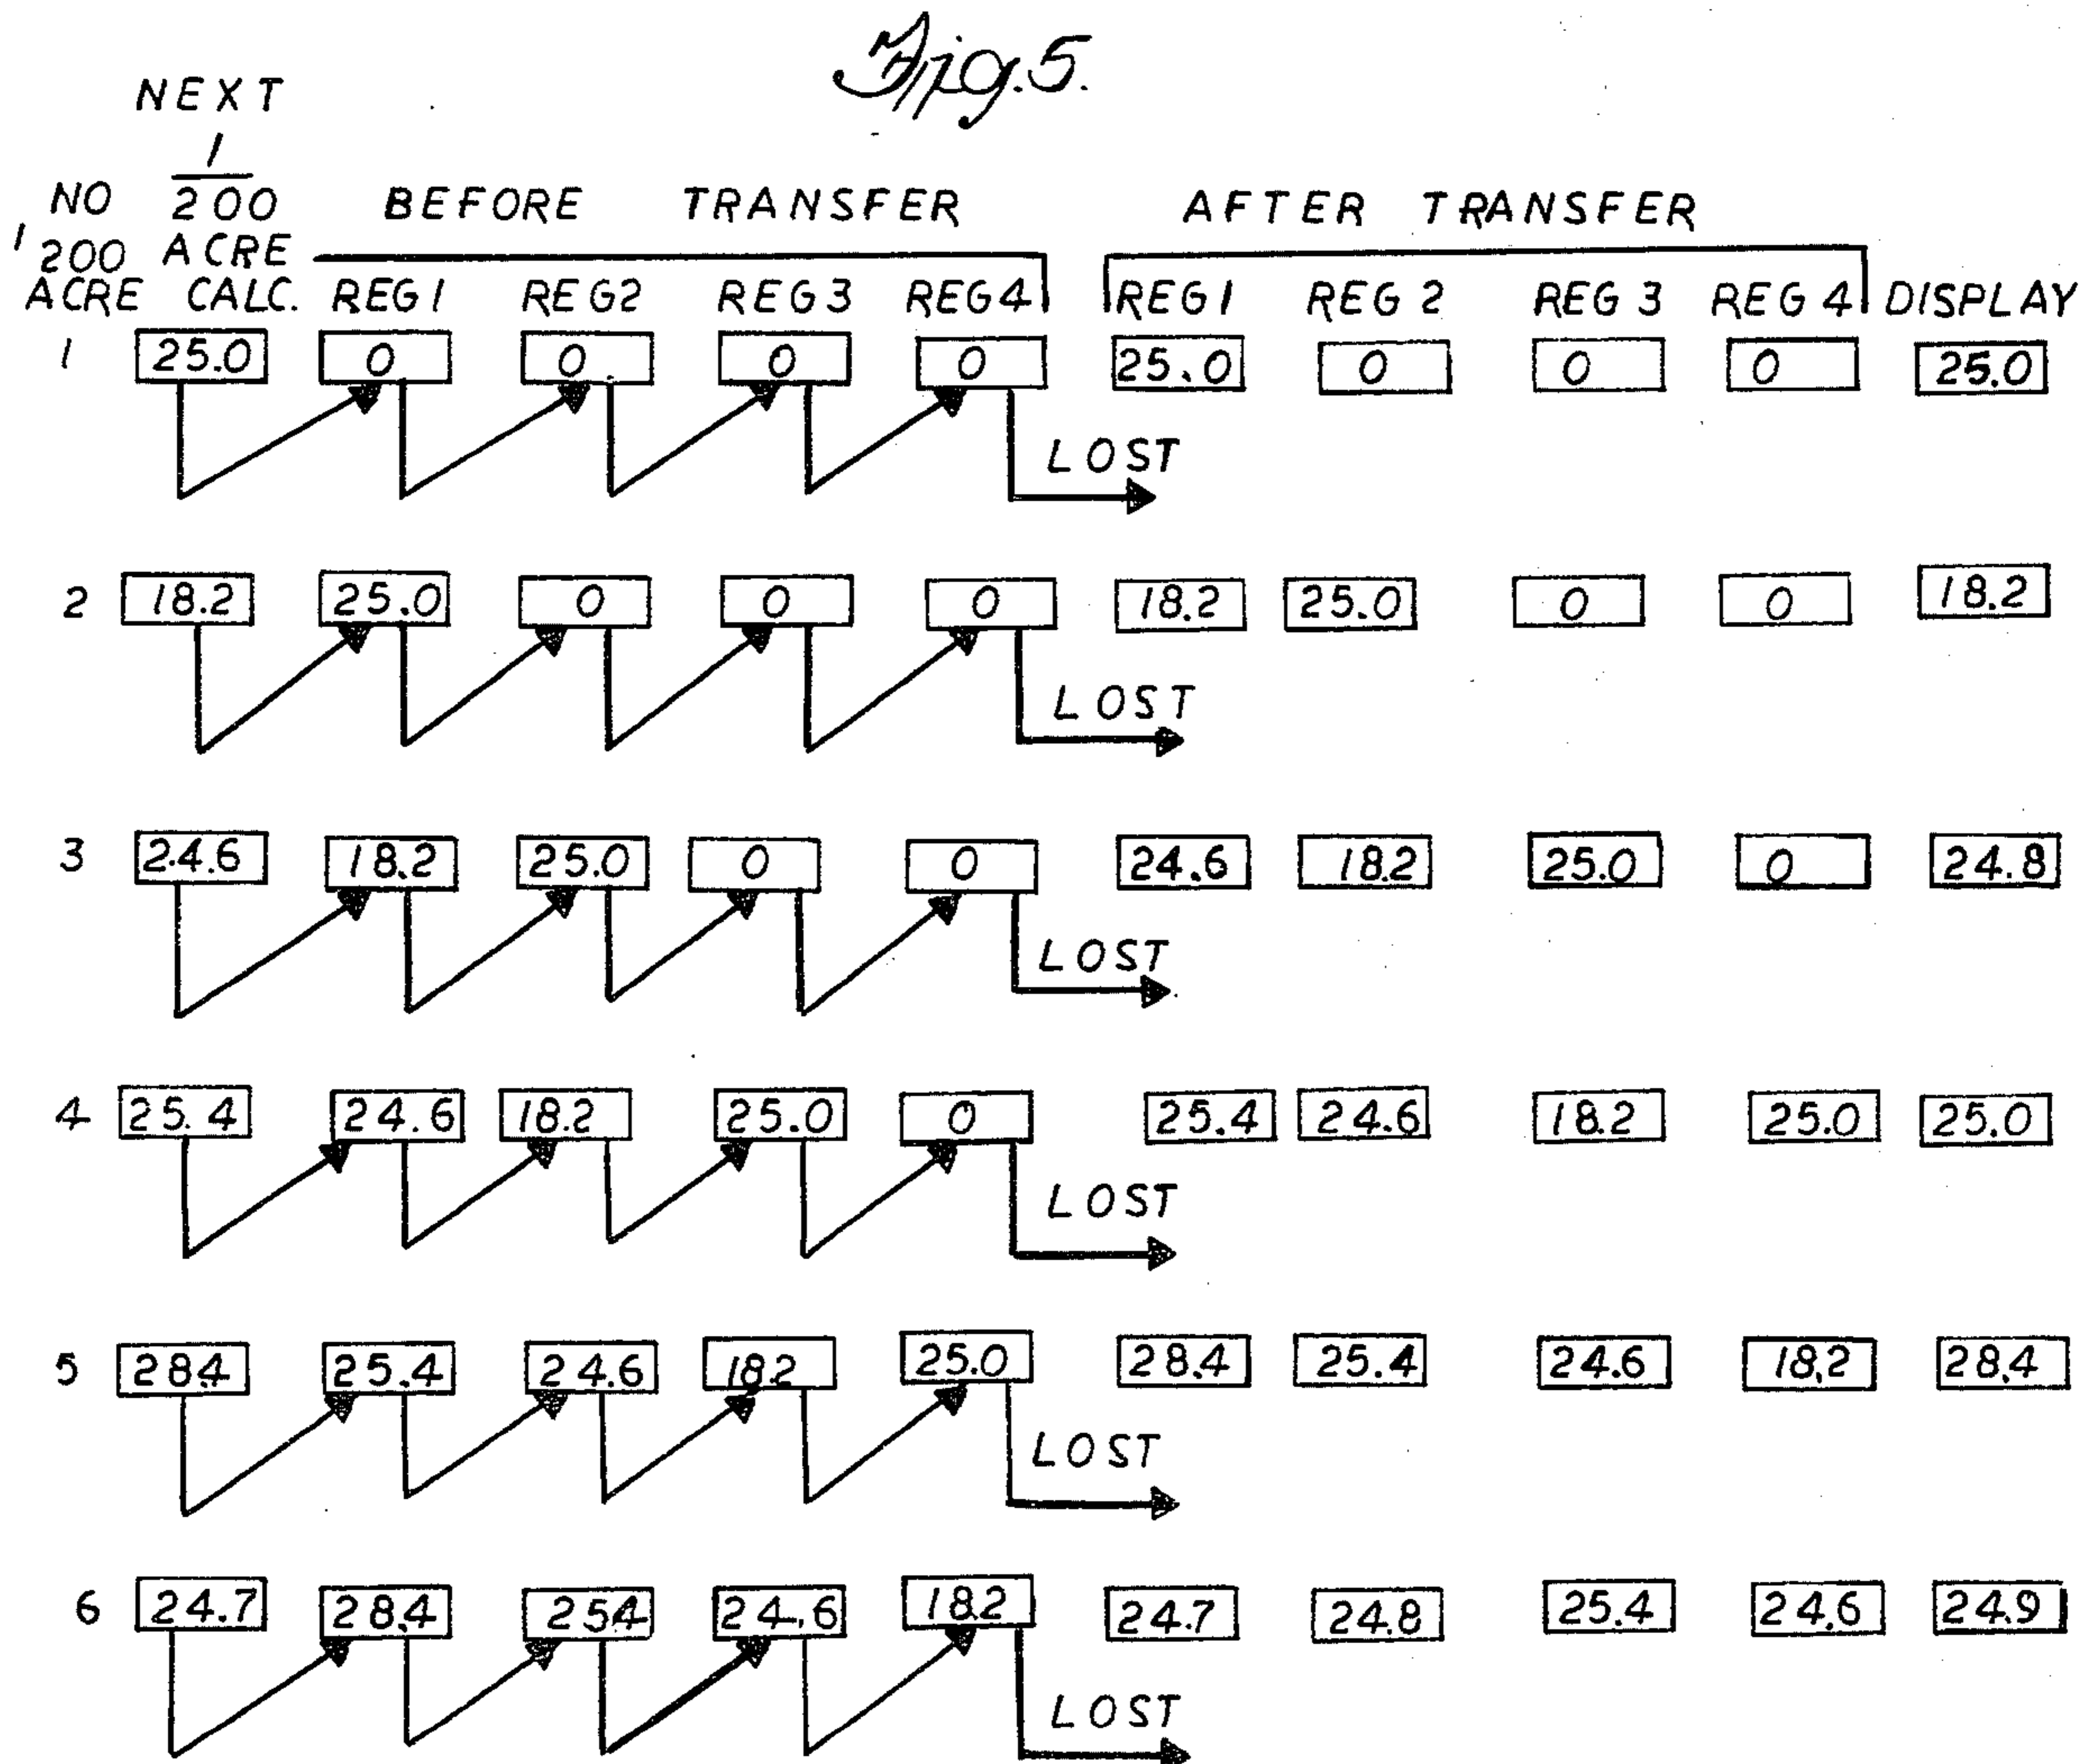 Fig. 5.
NEXT
1
NO 200 BEFORE TRANSFER AFTER TRANSFER
1 200 ACRE
ACRE CALC. REG1 REG2 REG3 REG4 REG1 REG 2 REG 3 REG 4 DISPLAY
1 25.0 0 0 0 0 25.0 0 0 0 25.0
LOST
2 18.2 25.0 0 0 0 18.2 25.0 0 0 18.2
LOST
3 24.6 18.2 25.0 0 0 24.6 18.2 25.0 0 24.8
LOST
4 25.4 24.6 18.2 25.0 0 25.4 24.6 18.2 25.0 25.0
LOST
5 28.4 25.4 24.6 18.2 25.0 28.4 25.4 24.6 18.2 28.4
LOST
6 24.7 28.4 254 24.6 18.2 24.7 24.8 25.4 24.6 24.9
LOST